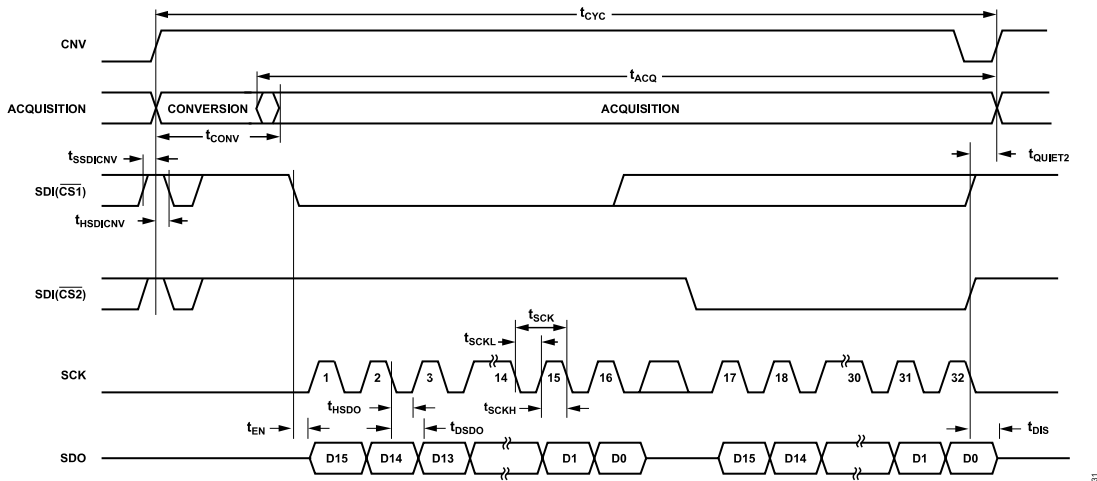 tCYC
CNV
tACQ
ACQUISITION CONVERSION ACQUISITION
tCONV
tSSDICNV tQUIET2
SDI(CS1)
tHSDICNV
SDI(CS2)
tSCK
tSCKL
SCK 1 2 3 14 15 16 17 18 30 31 32
tHSDO tSCKH
tEN tDSDO tDIS
SDO D15 D14 D13 D1 D0 D15 D14 D1 D0
31